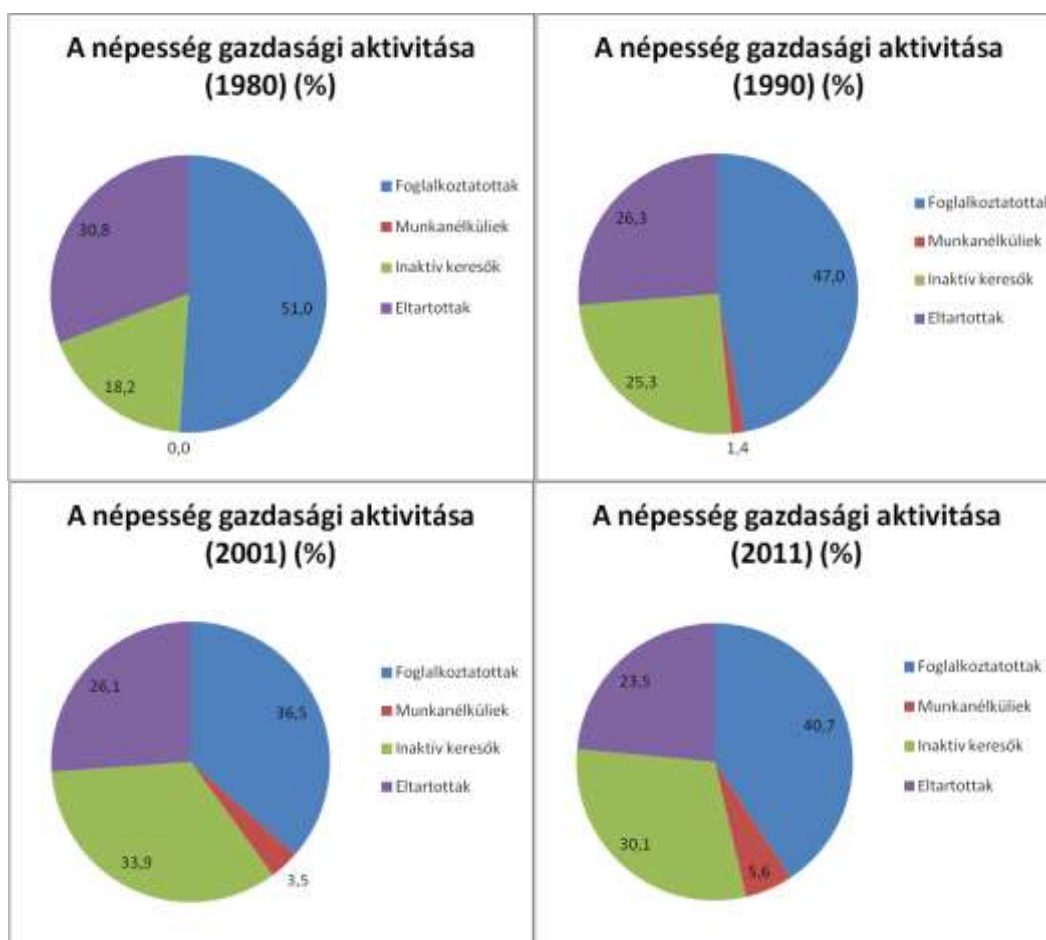 A népesség gazdasági aktivitása
(1980) (%)
30,8
51,0
18,2
0,0
Foglalkoztatottak
Munkanélküliek
Inaktív keresők
Eltartottak
A népesség gazdasági aktivitása
(1990) (%)
26,3
47,0
25,3
1,4
Foglalkoztatottak
Munkanélküliek
Inaktív keresők
Eltartottak
A népesség gazdasági aktivitása
(2001) (%)
26,1
36,5
33,9
3,5
Foglalkoztatottak
Munkanélküliek
Inaktív keresők
Eltartottak
A népesség gazdasági aktivitása
(2011) (%)
23,5
40,7
30,1
5,6
Foglalkoztatottak
Munkanélküliek
Inaktív keresők
Eltartottak